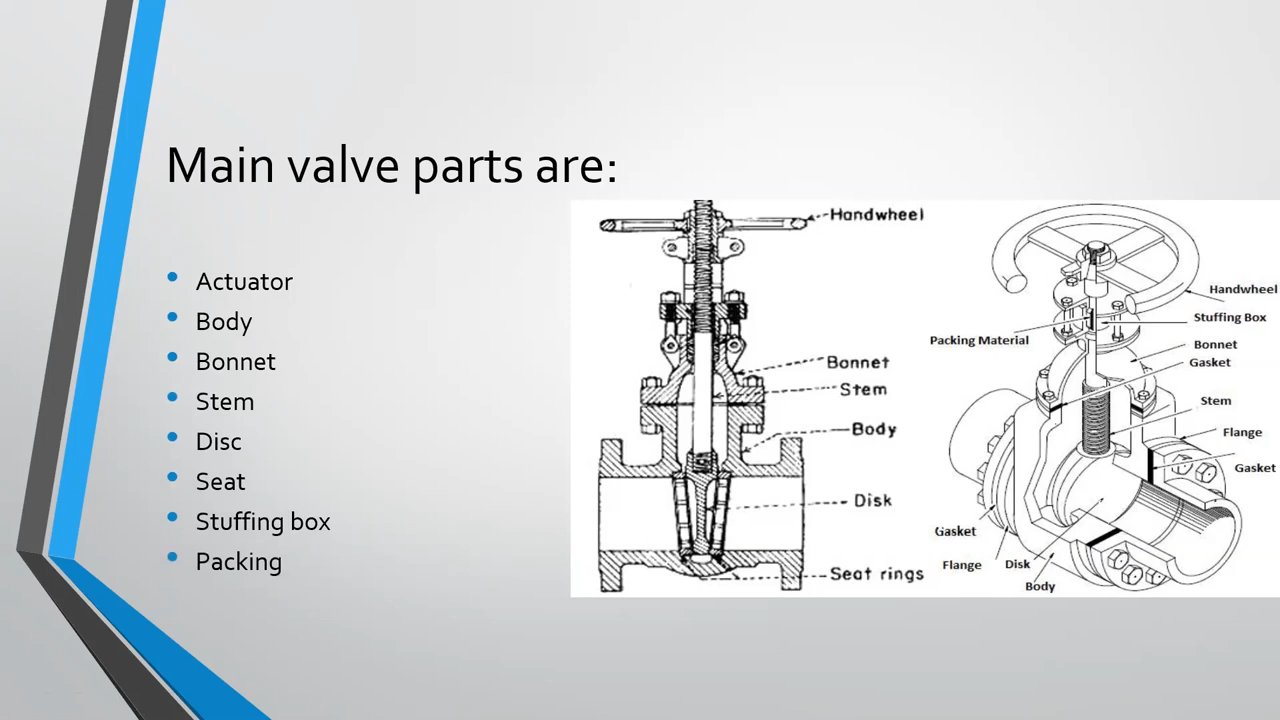 Main valve parts are:
• Actuator
• Body
• Bonnet
• Stem
• Disc
• Seat
• Stuffing box
• Packing
Handwheel
Bonnet
Stem
Body
Disk
Seat rings
Handwheel
Stuffing Box
Packing Material
Bonnet
Gasket
Stem
Flange
Gasket
Gasket
Flange
Disk
Body